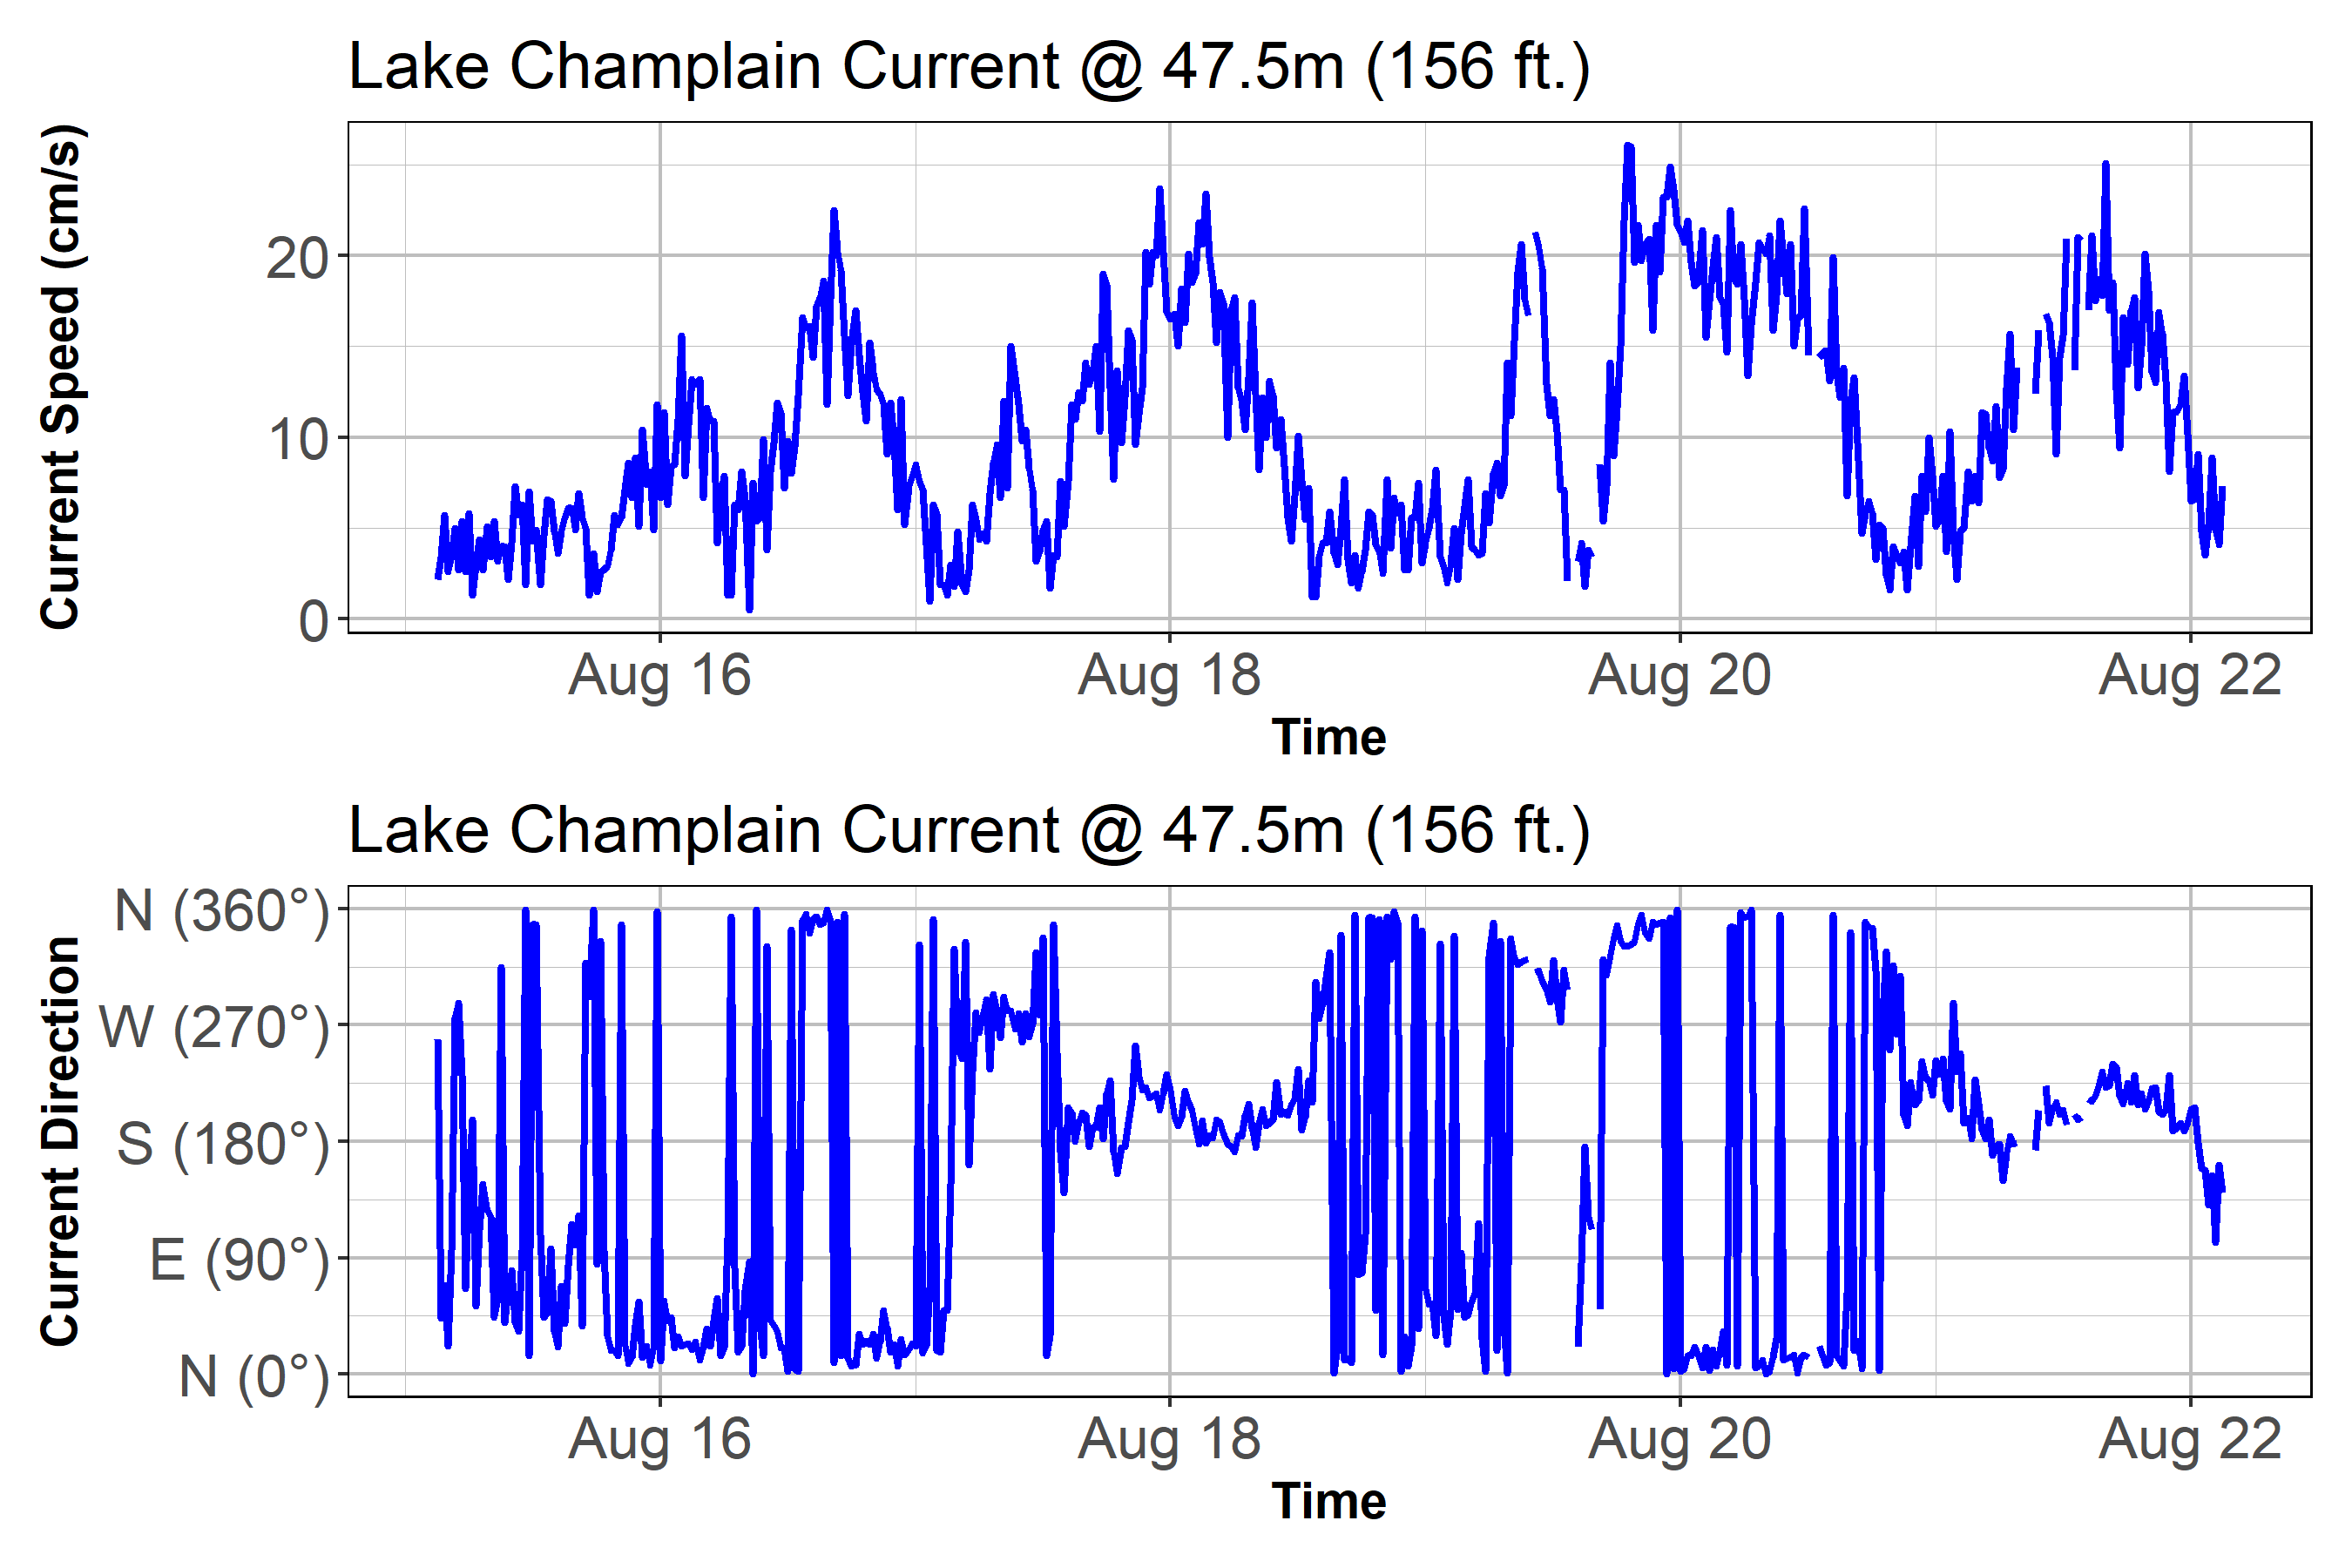 Lake Champlain Current @ 47.5m (156 ft.)
Current Speed (cm/s)
20
10
0
Aug 16 Aug 18 Aug 20 Aug 22
Time
Lake Champlain Current @ 47.5m (156 ft.)
Current Direction
N (360°)
W (270°)
S (180°)
E (90°)
N (0°)
Aug 16 Aug 18 Aug 20 Aug 22
Time